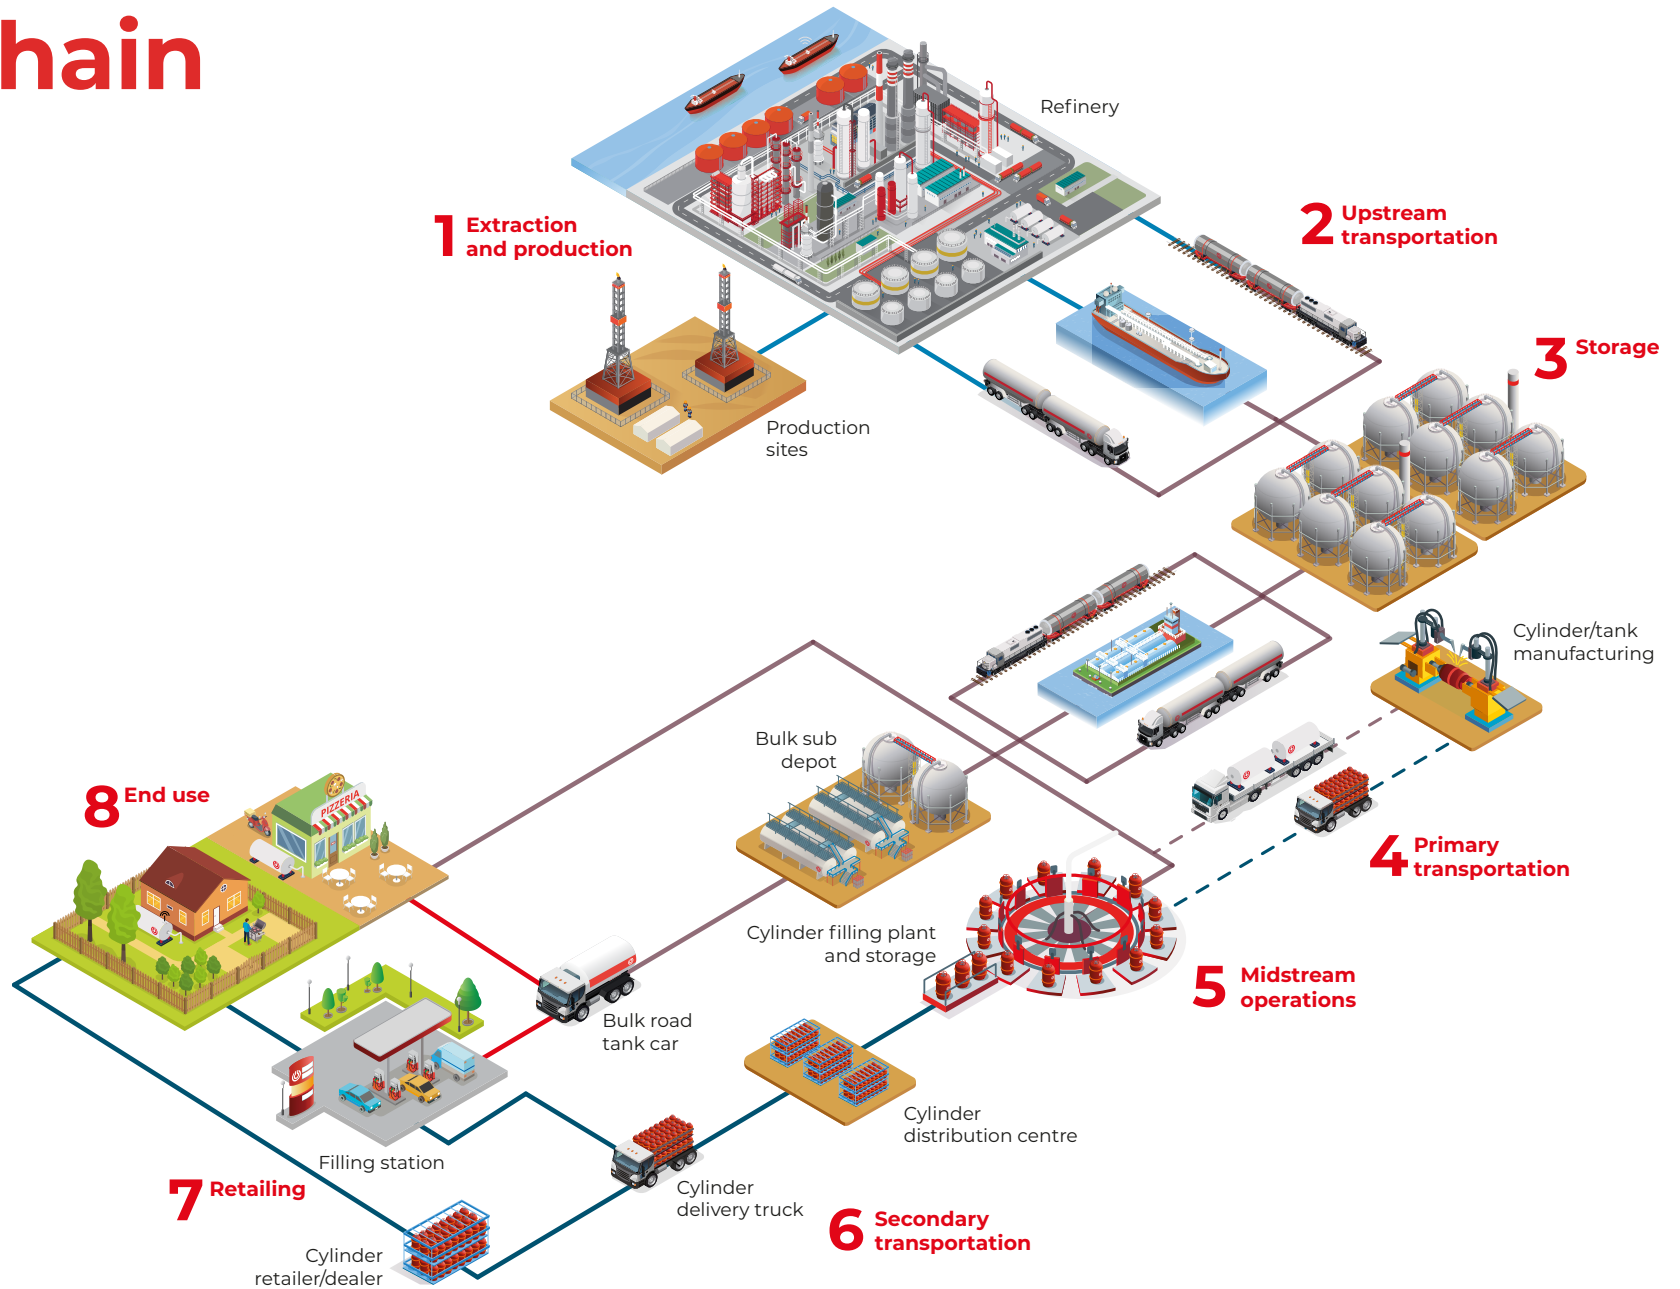 hain
Refinery
1 Extraction
and production
2 Upstream
transportation
3 Storage
Production
sites
Cylinder/tank
manufacturing
Bulk sub
depot
8 End use
PIZZERIA
4 Primary
transportation
Cylinder filling plant
and storage
5 Midstream
operations
Bulk road
tank car
Cylinder
distribution centre
Filling station
7 Retailing
Cylinder
delivery truck
6 Secondary
transportation
Cylinder
retailer/dealer